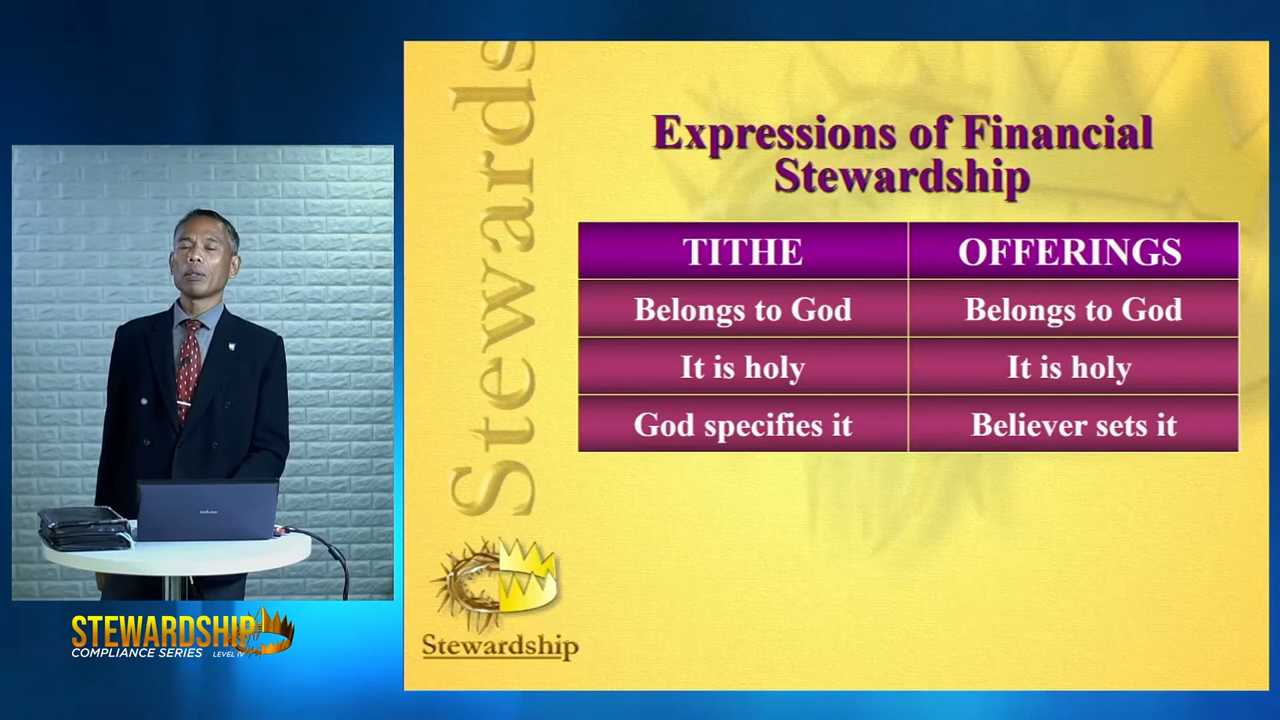 Stewards
Expressions of Financial
Stewardship
TITHE OFFERINGS
Belongs to God Belongs to God
It is holy It is holy
God specifies it Believer sets it
Stewardship
STEWARDSHIP
COMPLIANCE SERIES LEVEL IV